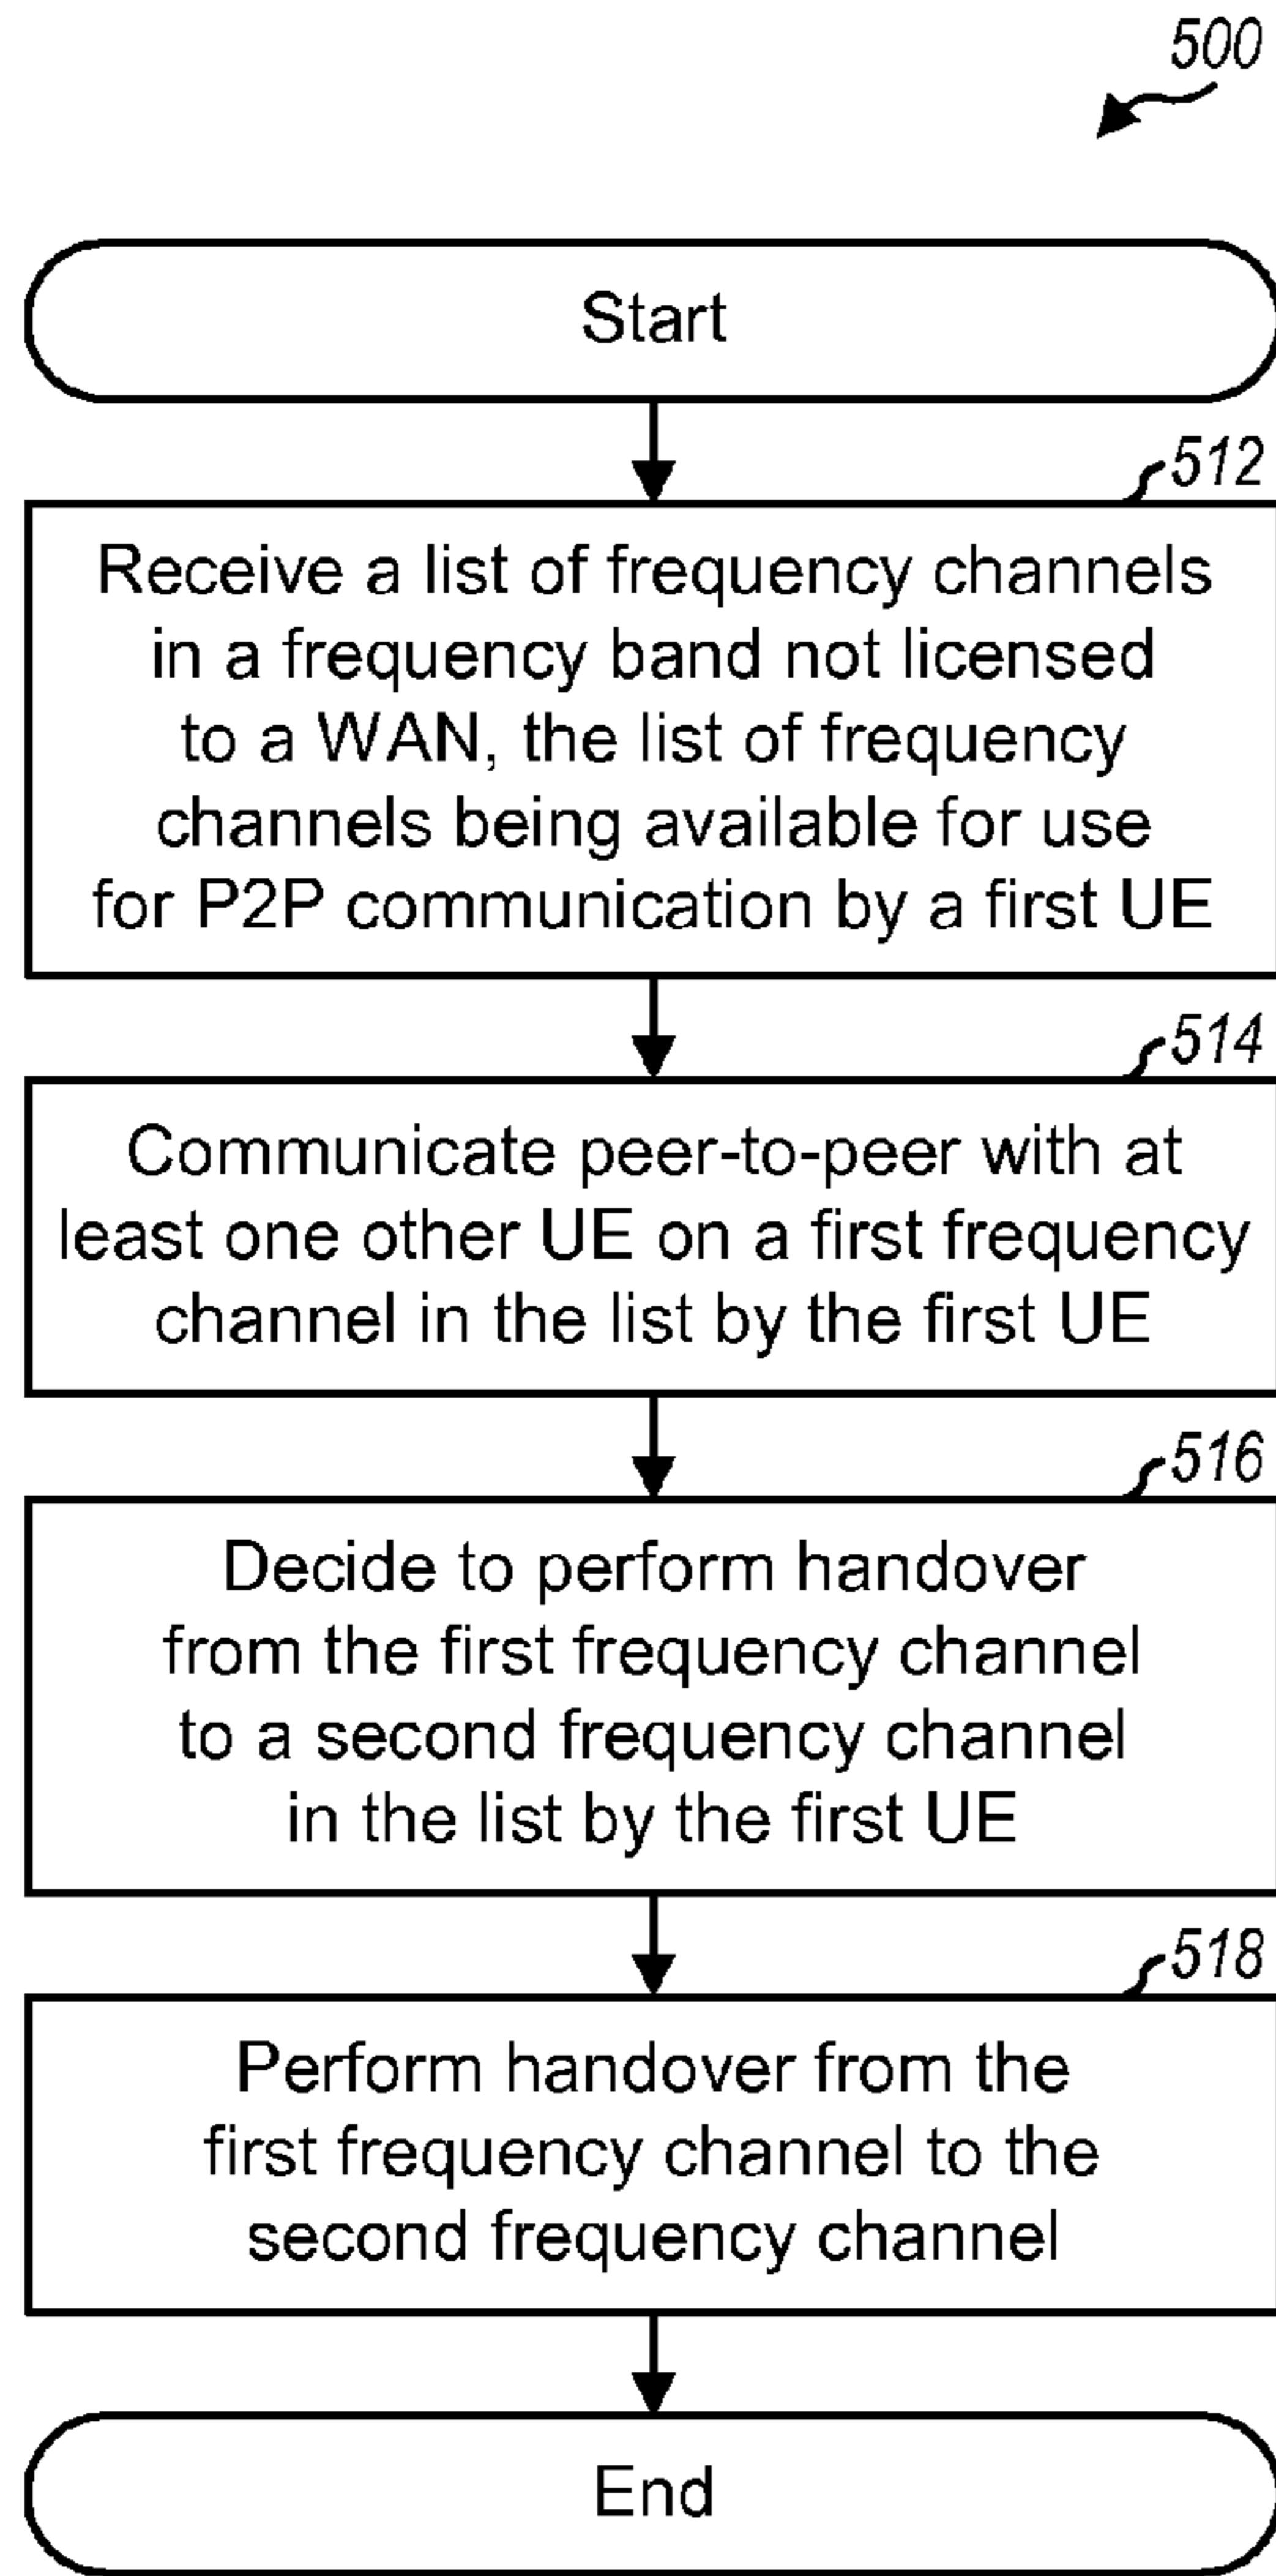 500
Start
512
Receive a list of frequency channels
in a frequency band not licensed
to a WAN, the list of frequency
channels being available for use
for P2P communication by a first UE
514
Communicate peer-to-peer with at
least one other UE on a first frequency
channel in the list by the first UE
516
Decide to perform handover
from the first frequency channel
to a second frequency channel
in the list by the first UE
518
Perform handover from the
first frequency channel to the
second frequency channel
End